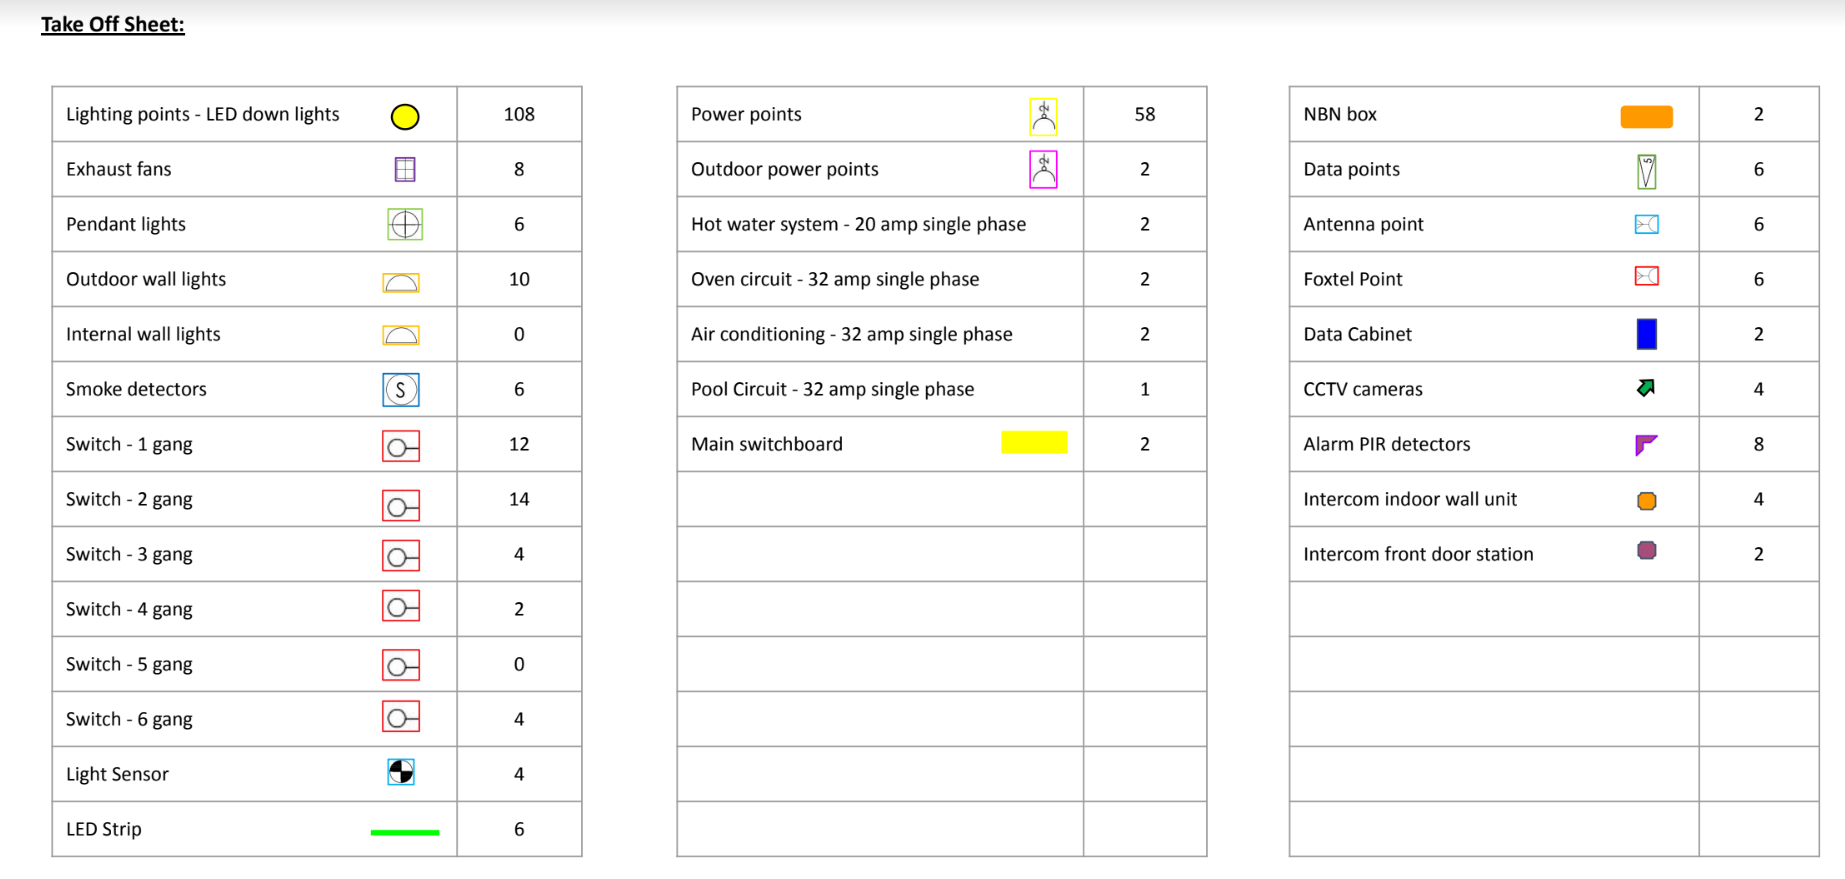 Take Off Sheet:
Lighting points - LED down lights 108
Exhaust fans 8
Pendant lights 6
Outdoor wall lights 10
Internal wall lights 0
Smoke detectors S 6
Switch - 1 gang 12
Switch - 2 gang 14
Switch - 3 gang 4
Switch - 4 gang 2
Switch - 5 gang 0
Switch - 6 gang 4
Light Sensor 4
LED Strip 6
Power points 2 58
Outdoor power points 2 2
Hot water system - 20 amp single phase 2
Oven circuit - 32 amp single phase 2
Air conditioning - 32 amp single phase 2
Pool Circuit - 32 amp single phase 1
Main switchboard 2
NBN box 2
Data points 5 6
Antenna point 6
Foxtel Point 6
Data Cabinet 2
CCTV cameras 4
Alarm PIR detectors 8
Intercom indoor wall unit 4
Intercom front door station 2